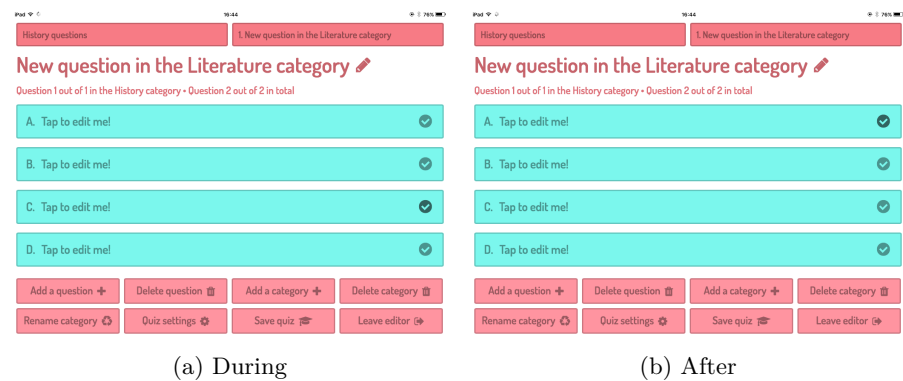 iPad 16:44 76%
History questions 1. New question in the Literature category
New question in the Literature category
Question 1 out of 1 in the History category • Question 2 out of 2 in total
A. Tap to edit me!
B. Tap to edit me!
C. Tap to edit me!
D. Tap to edit me!
Add a question Delete question Add a category Delete category
Rename category Quiz settings Save quiz Leave editor
(a) During
iPad 16:44 76%
History questions 1. New question in the Literature category
New question in the Literature category
Question 1 out of 1 in the History category • Question 2 out of 2 in total
A. Tap to edit me!
B. Tap to edit me!
C. Tap to edit me!
D. Tap to edit me!
Add a question Delete question Add a category Delete category
Rename category Quiz settings Save quiz Leave editor
(b) After